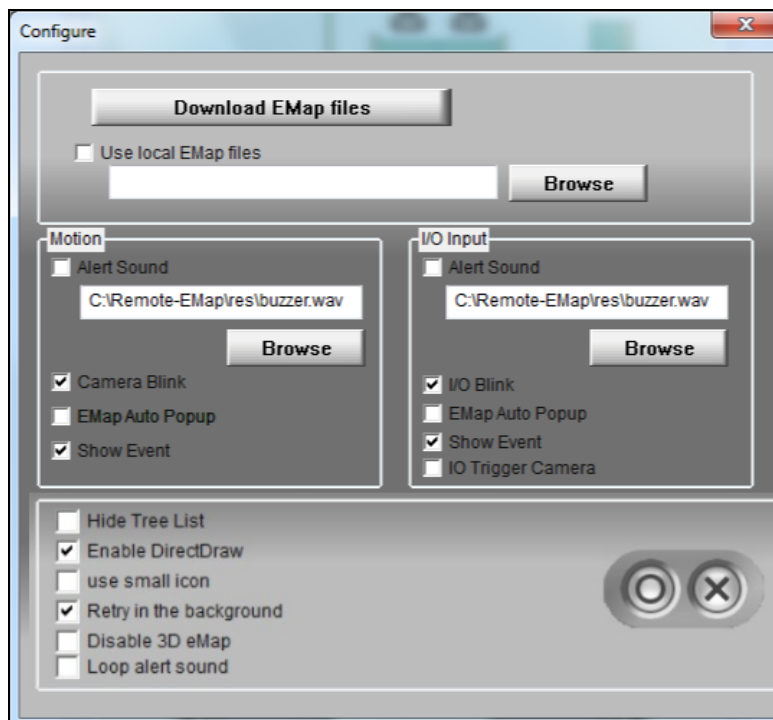 Configure
Download EMap files
Use local EMap files
Browse
Motion
Alert Sound
C:\Remote-EMap\res\buzzer.wav
Browse
Camera Blink
EMap Auto Popup
Show Event
I/O Input
Alert Sound
C:\Remote-EMap\res\buzzer.wav
Browse
I/O Blink
EMap Auto Popup
Show Event
IO Trigger Camera
Hide Tree List
Enable DirectDraw
use small icon
Retry in the background
Disable 3D eMap
Loop alert sound